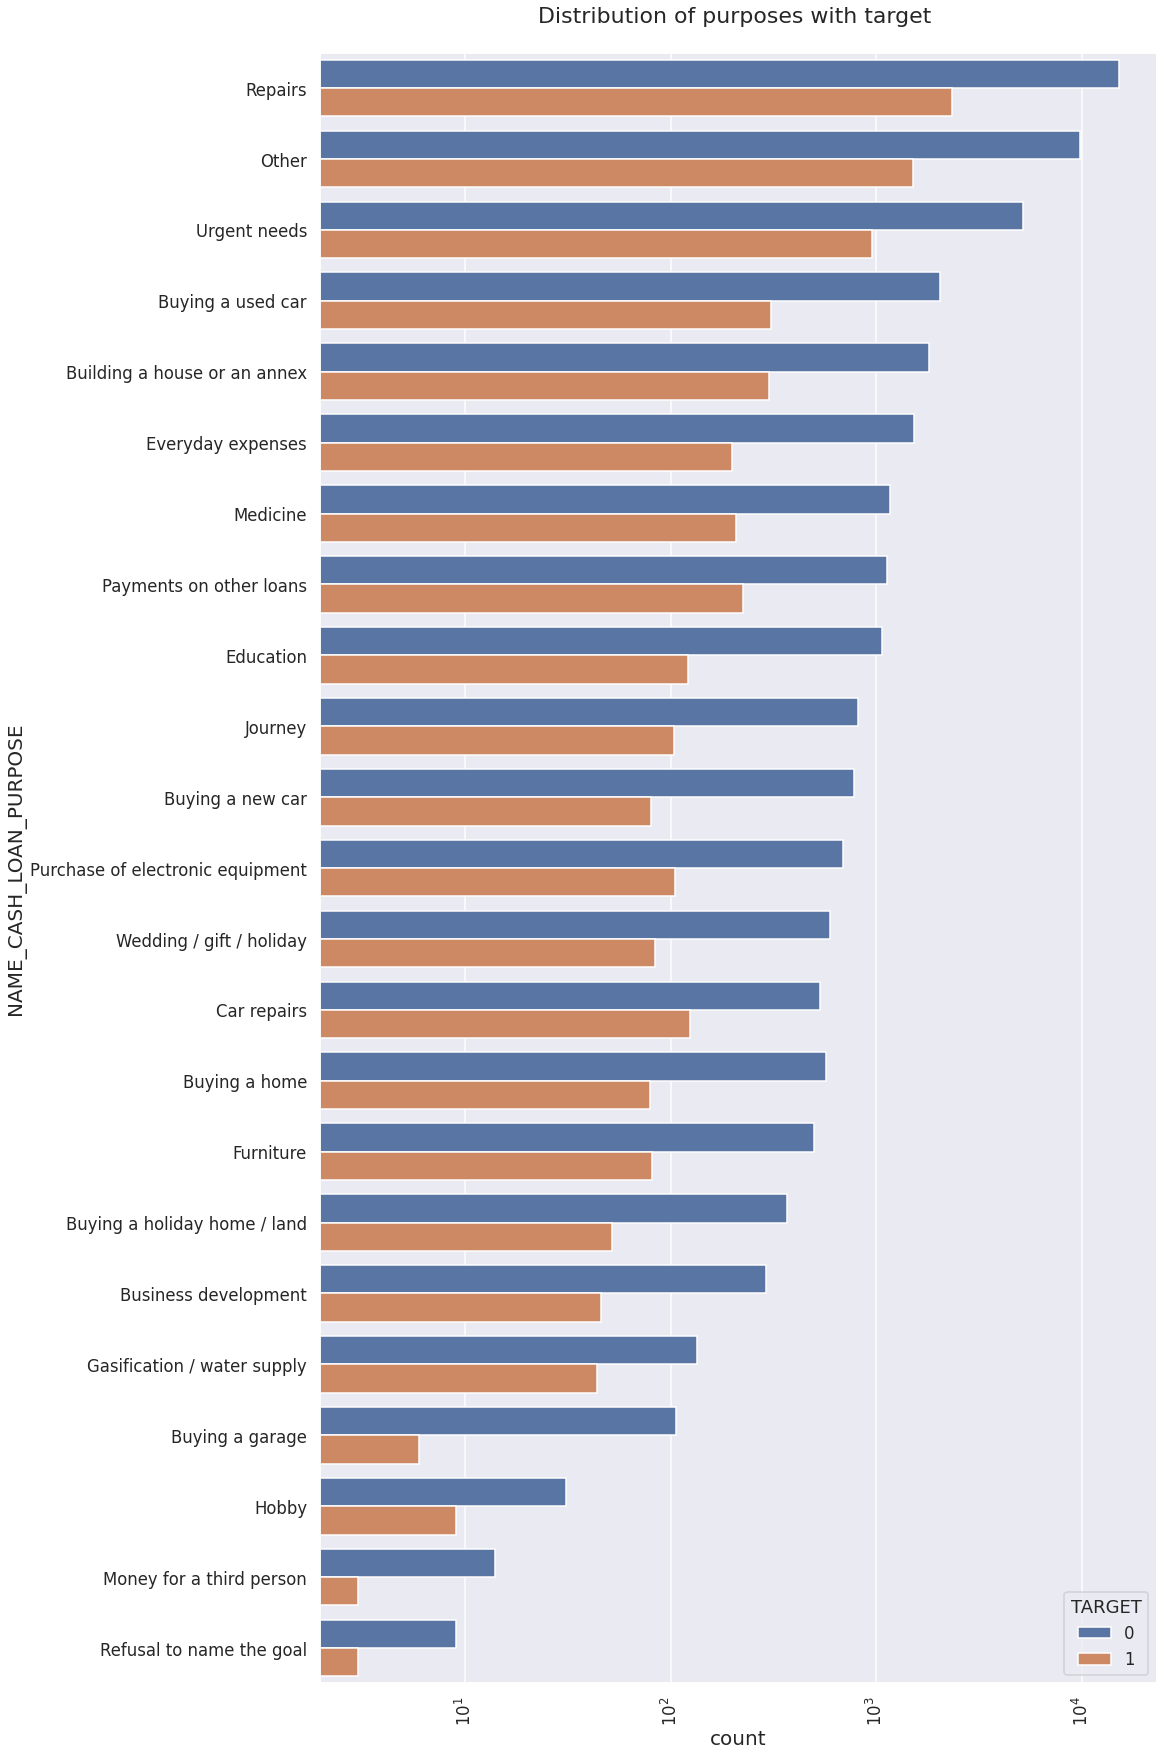 Distribution of purposes with target
NAME_CASH_LOAN_PURPOSE
Repairs
Other
Urgent needs
Buying a used car
Building a house or an annex
Everyday expenses
Medicine
Payments on other loans
Education
Journey
Buying a new car
Purchase of electronic equipment
Wedding / gift / holiday
Car repairs
Buying a home
Furniture
Buying a holiday home / land
Business development
Gasification / water supply
Buying a garage
Hobby
Money for a third person
Refusal to name the goal
TARGET
0
1
10¹
10²
10³
10⁴
count